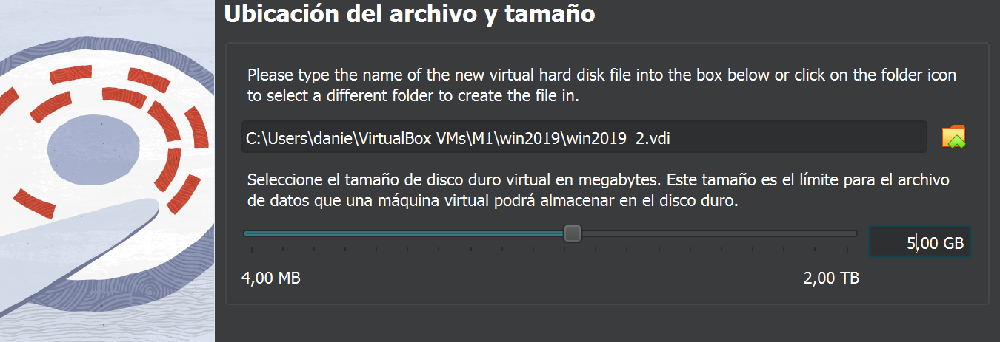 Ubicación del archivo y tamaño
Please type the name of the new virtual hard disk file into the box below or click on the folder icon
to select a different folder to create the file in.
C:\Users\danie\VirtualBox VMs\M1\win2019\win2019_2.vdi
Seleccione el tamaño de disco duro virtual en megabytes. Este tamaño es el límite para el archivo
de datos que una máquina virtual podrá almacenar en el disco duro.
5,00 GB
4,00 MB
2,00 TB